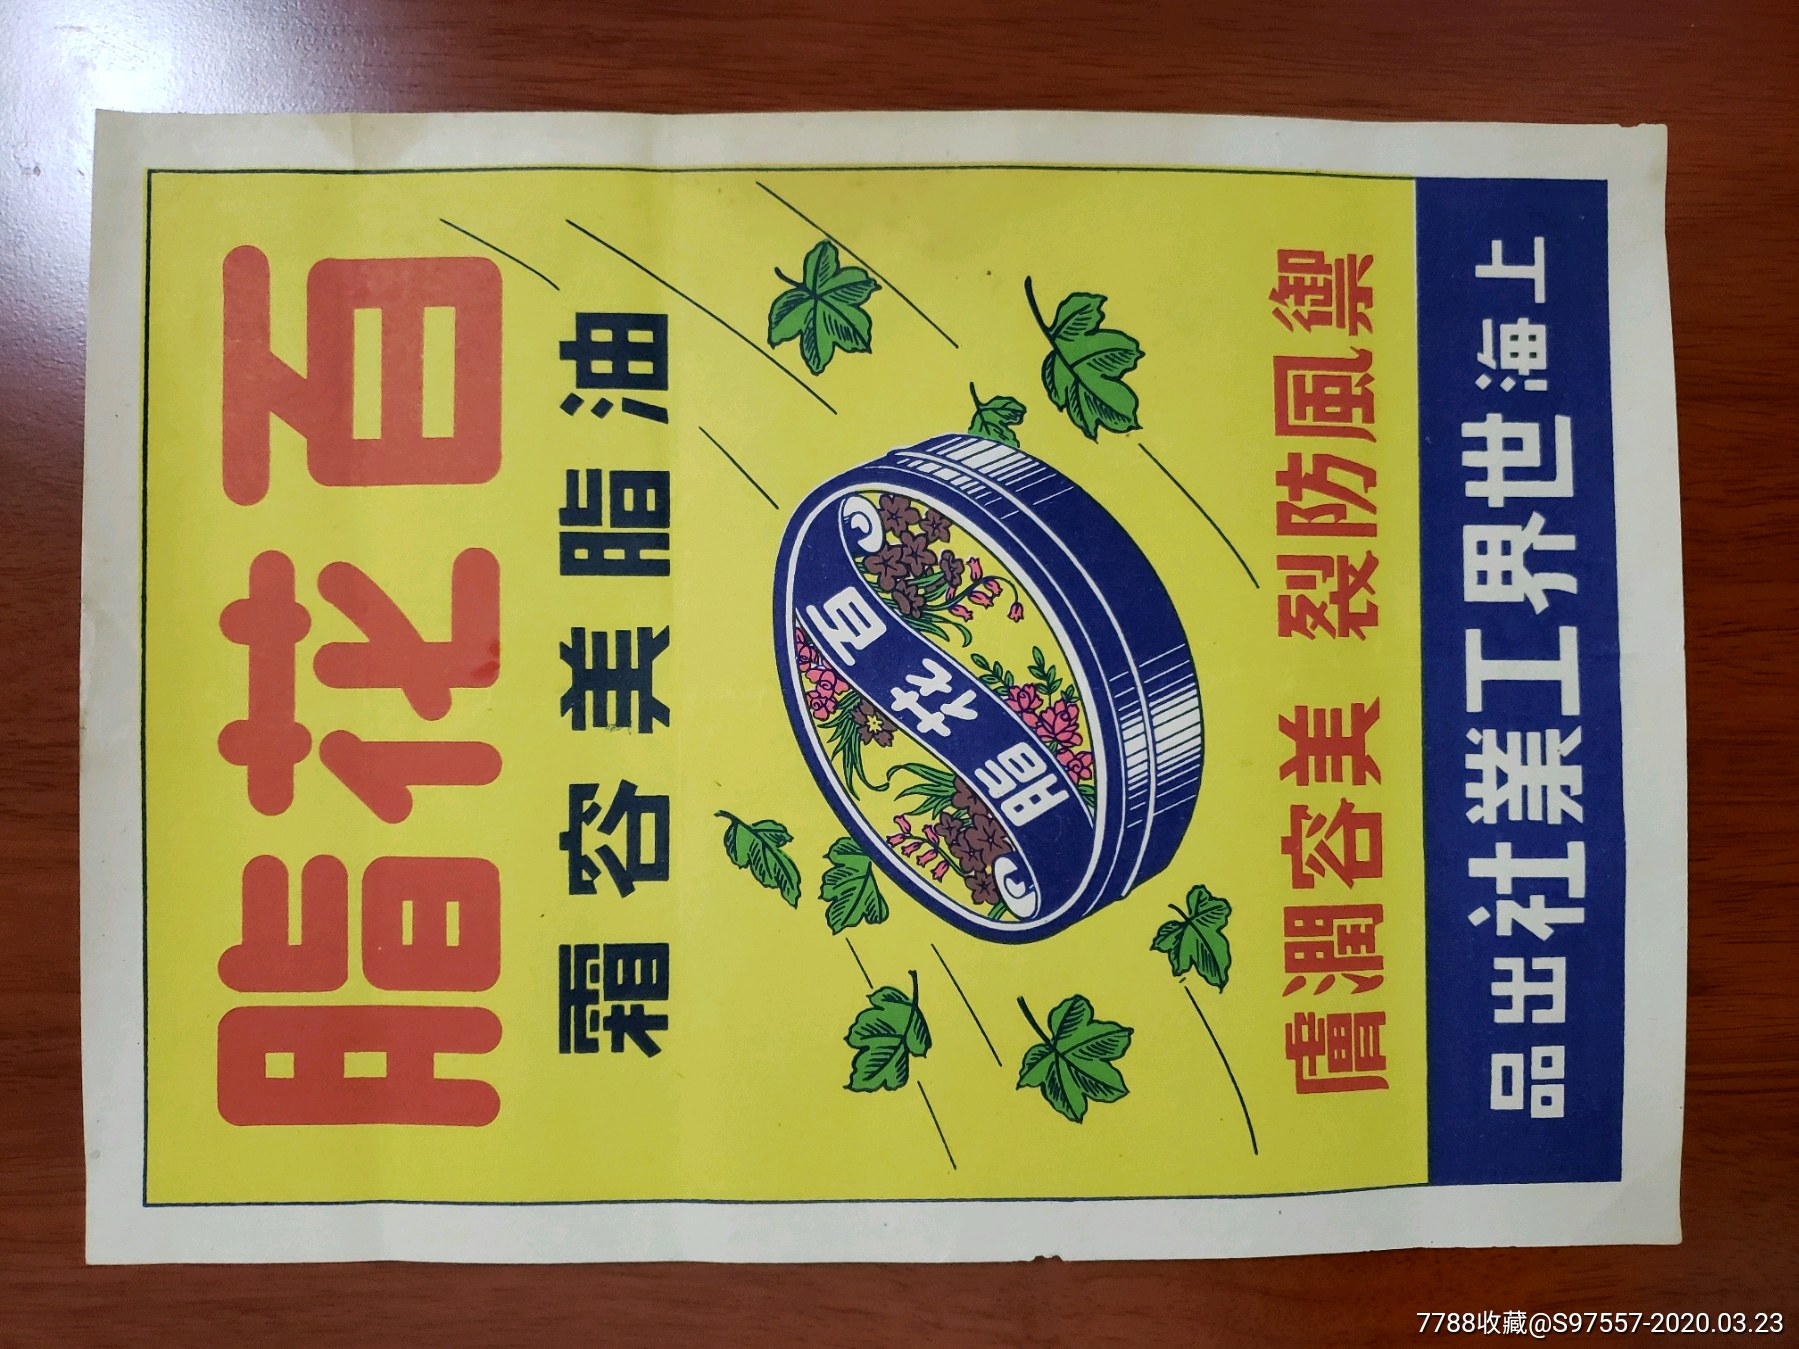 百花脂
油脂美容霜
百花脂
禦風防裂 美容潤膚
上海世界工業社出品
7788收藏@S97557-2020.03.23